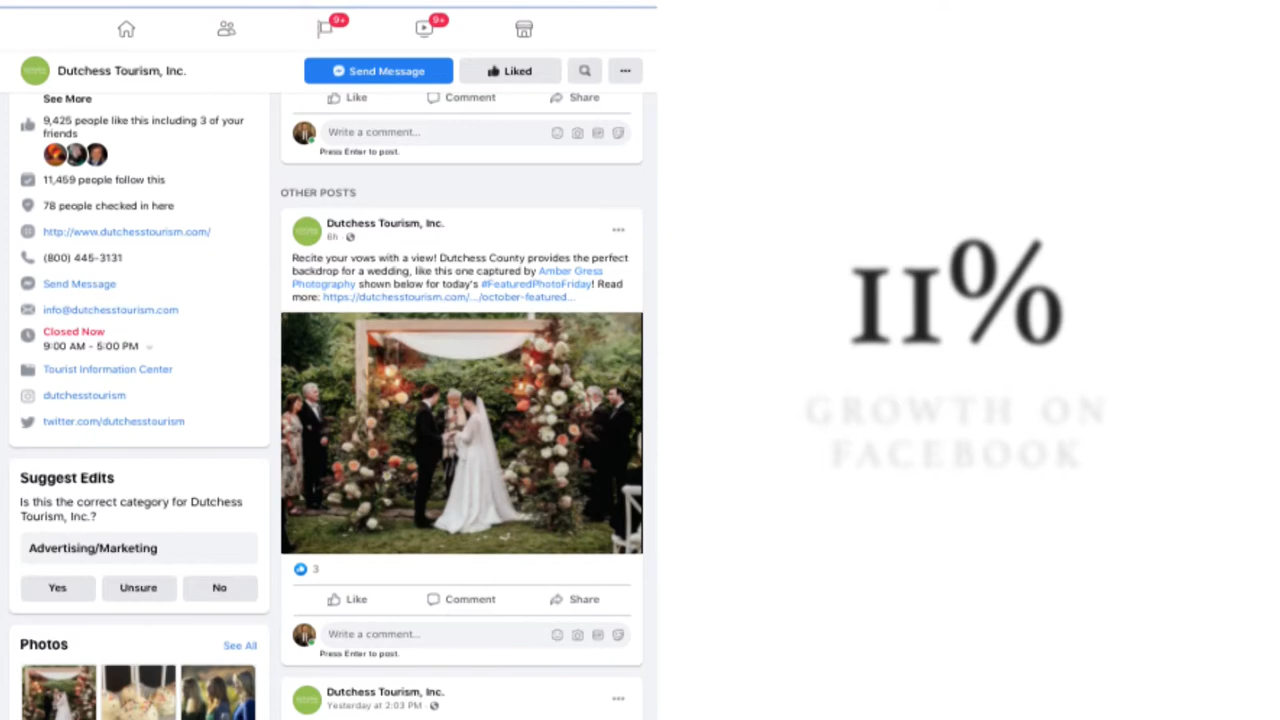 9+
9+
Dutchess Tourism, Inc.
Send Message
Liked
See More
9,425 people like this including 3 of your
friends
11,459 people follow this
78 people checked in here
http://www.dutchesstourism.com/
(800) 445-3131
Send Message
info@dutchesstourism.com
Closed Now
9:00 AM - 5:00 PM
Tourist Information Center
dutchesstourism
twitter.com/dutchesstourism
Suggest Edits
Is this the correct category for Dutchess
Tourism, Inc.?
Advertising/Marketing
Yes
Unsure
No
Photos
See All
Like
Comment
Share
Write a comment...
Press Enter to post.
OTHER POSTS
Dutchess Tourism, Inc.
6h
Recite your vows with a view! Dutchess County provides the perfect
backdrop for a wedding, like this one captured by Amber Gress
Photography shown below for today's #FeaturedPhotoFriday! Read
more: https://dutchesstourism.com/.../october-featured...
3
Like
Comment
Share
Write a comment...
Press Enter to post.
Dutchess Tourism, Inc.
Yesterday at 2:03 PM
11%
GROWTH ON
FACEBOOK